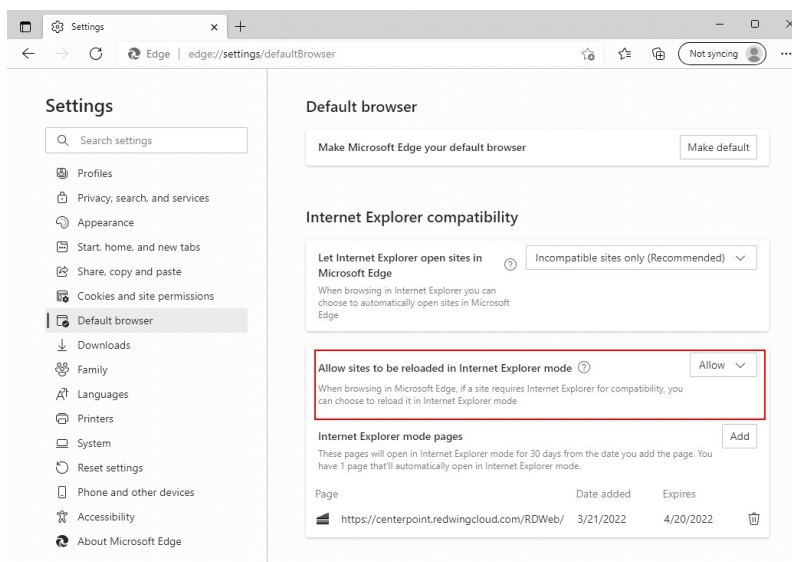 Settings
Edge | edge://settings/defaultBrowser
Not syncing
Settings
Search settings
Profiles
Privacy, search, and services
Appearance
Start, home, and new tabs
Share, copy and paste
Cookies and site permissions
Default browser
Downloads
Family
Languages
Printers
System
Reset settings
Phone and other devices
Accessibility
About Microsoft Edge
Default browser
Make Microsoft Edge your default browser
Make default
Internet Explorer compatibility
Let Internet Explorer open sites in
Microsoft Edge
Incompatible sites only (Recommended)
When browsing in Internet Explorer you can
choose to automatically open sites in Microsoft
Edge
Allow sites to be reloaded in Internet Explorer mode
Allow
When browsing in Microsoft Edge, if a site requires Internet Explorer for compatibility, you
can choose to reload it in Internet Explorer mode
Internet Explorer mode pages
Add
These pages will open in Internet Explorer mode for 30 days from the date you add the page. You
have 1 page that'll automatically open in Internet Explorer mode.
Page Date added Expires
https://centerpoint.redwingcloud.com/RDWeb/ 3/21/2022 4/20/2022